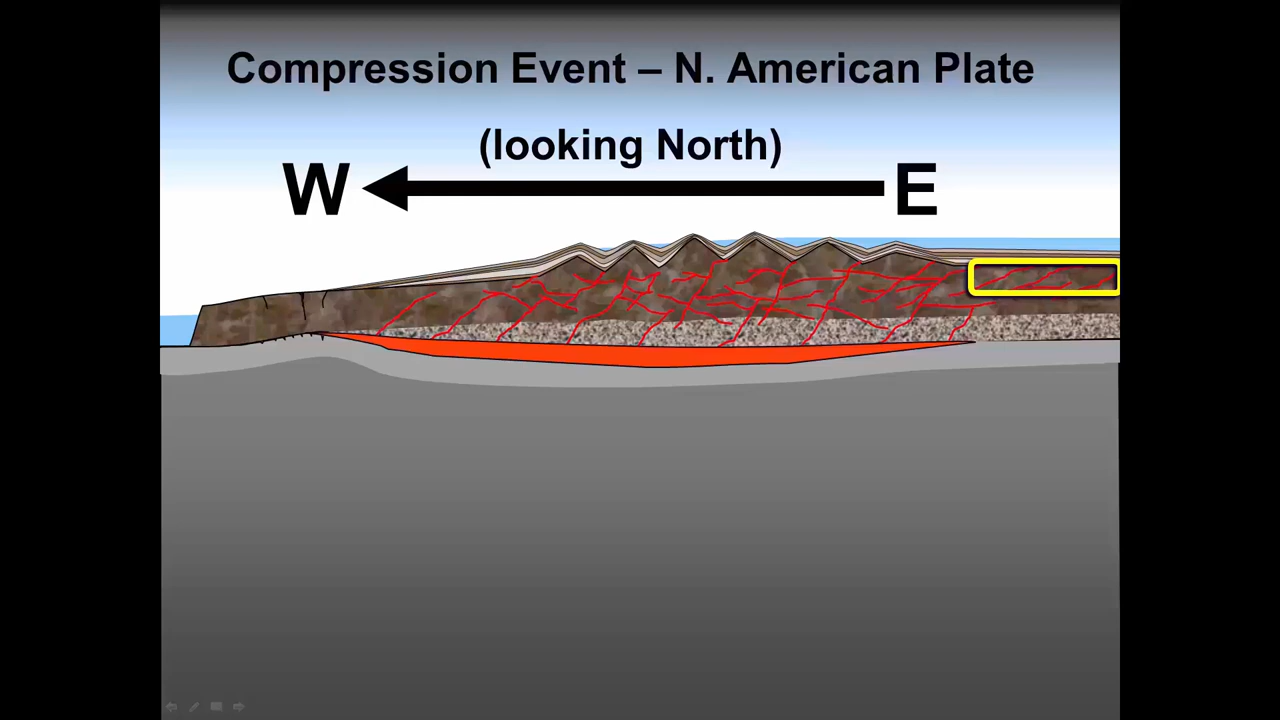 Compression Event – N. American Plate
(looking North)
W E